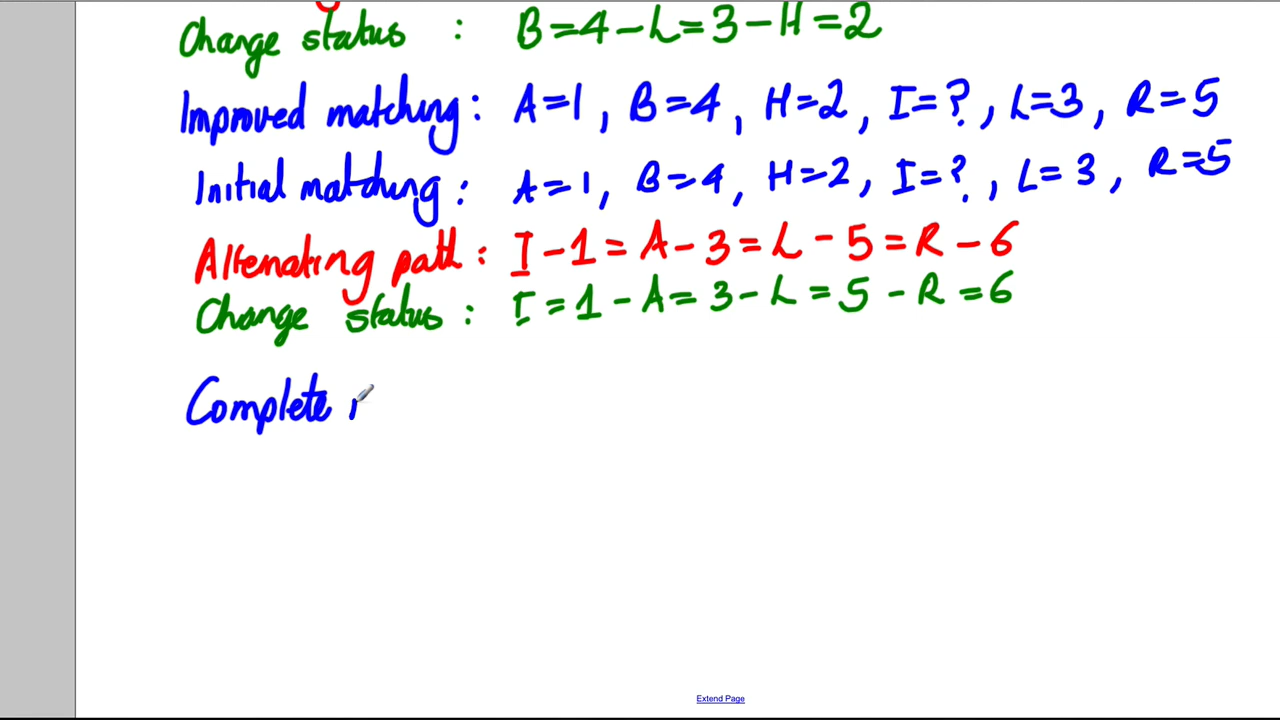 Change status : B=4-L=3-H=2
Improved matching: A=1, B=4, H=2, I=?, L=3, R=5
Initial matching: A=1, B=4, H=2, I=?, L=3, R=5
Alternating path: I-1=A-3=L-5=R-6
Change status: I=1-A=3-L=5-R=6
Complete
Extend Page